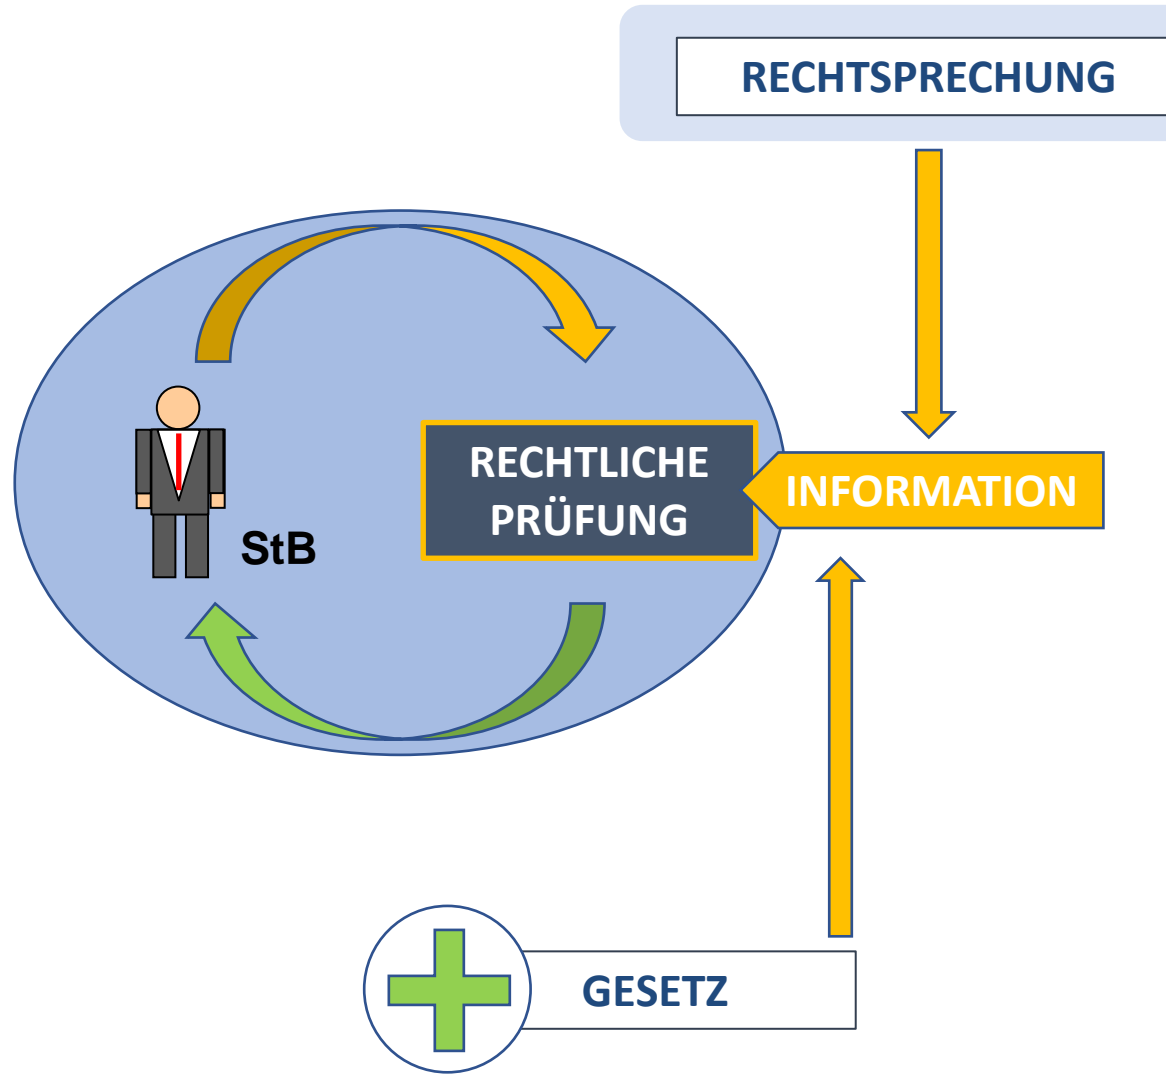 RECHTSPRECHUNG
RECHTLICHE
PRÜFUNG
INFORMATION
StB
GESETZ